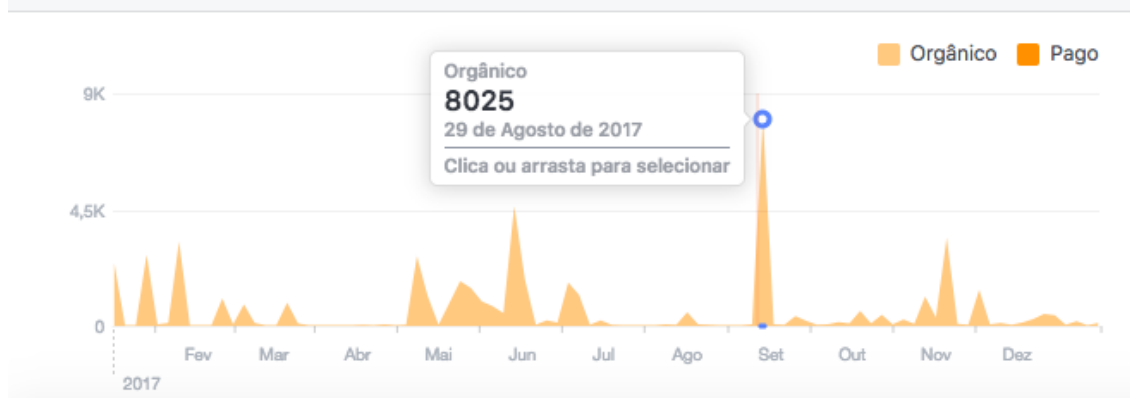 Orgânico Pago
Orgânico
8025
29 de Agosto de 2017
Clica ou arrasta para selecionar
9K
4,5K
0
Fev Mar Abr Mai Jun Jul Ago Set Out Nov Dez
2017